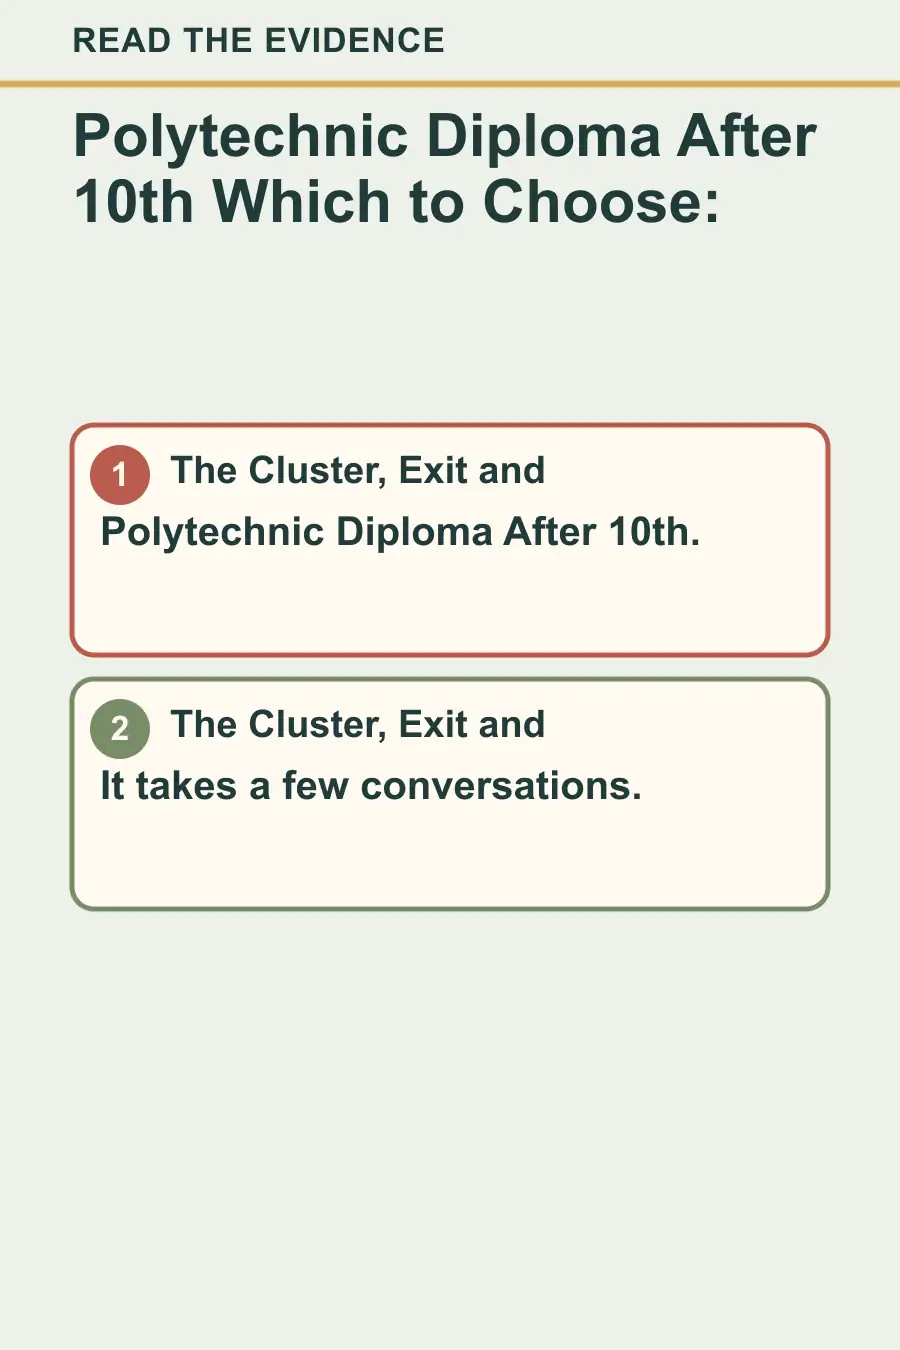 READ THE EVIDENCE
Polytechnic Diploma After
10th Which to Choose:
1 The Cluster, Exit and
Polytechnic Diploma After 10th.
2 The Cluster, Exit and
It takes a few conversations.